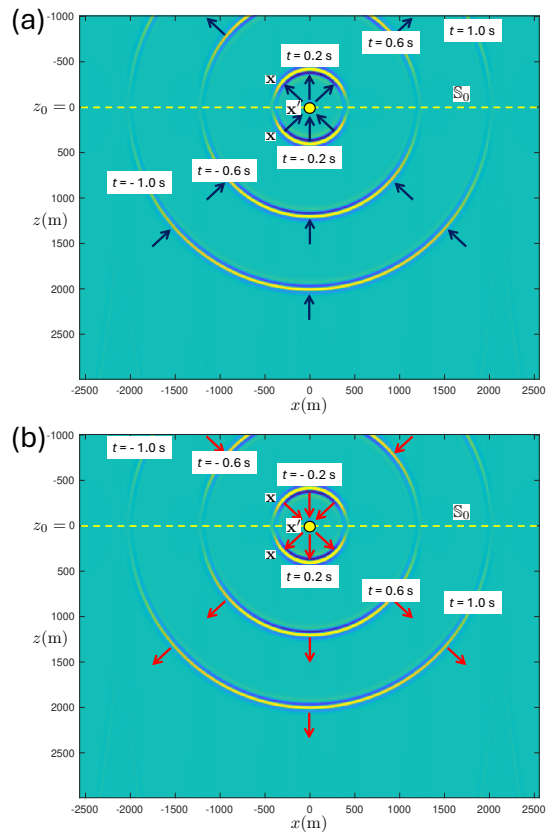 (a)
-1000
t = 0.2 s
t = 0.6 s
t = 1.0 s
-500
x
𝕊₀
z₀ = 0
x′
x
500
t = - 0.2 s
t = - 0.6 s
t = - 1.0 s
1000
z(m)
1500
2000
2500
-2500 -2000 -1500 -1000 -500 0 500 1000 1500 2000 2500
x(m)
(b)
-1000
t = - 1.0 s
t = - 0.6 s
t = - 0.2 s
-500
x
𝕊₀
z₀ = 0
x′
x
500
t = 0.2 s
t = 0.6 s
t = 1.0 s
1000
z(m)
1500
2000
2500
-2500 -2000 -1500 -1000 -500 0 500 1000 1500 2000 2500
x(m)